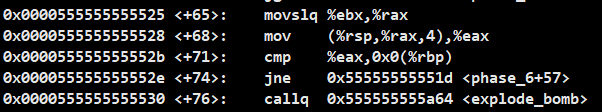 0x0000555555555525 <+65>: movslq %ebx,%rax
0x0000555555555528 <+68>: mov (%rsp,%rax,4),%eax
0x000055555555552b <+71>: cmp %eax,0x0(%rbp)
0x000055555555552e <+74>: jne 0x55555555551d <phase_6+57>
0x0000555555555530 <+76>: callq 0x555555555a64 <explode_bomb>